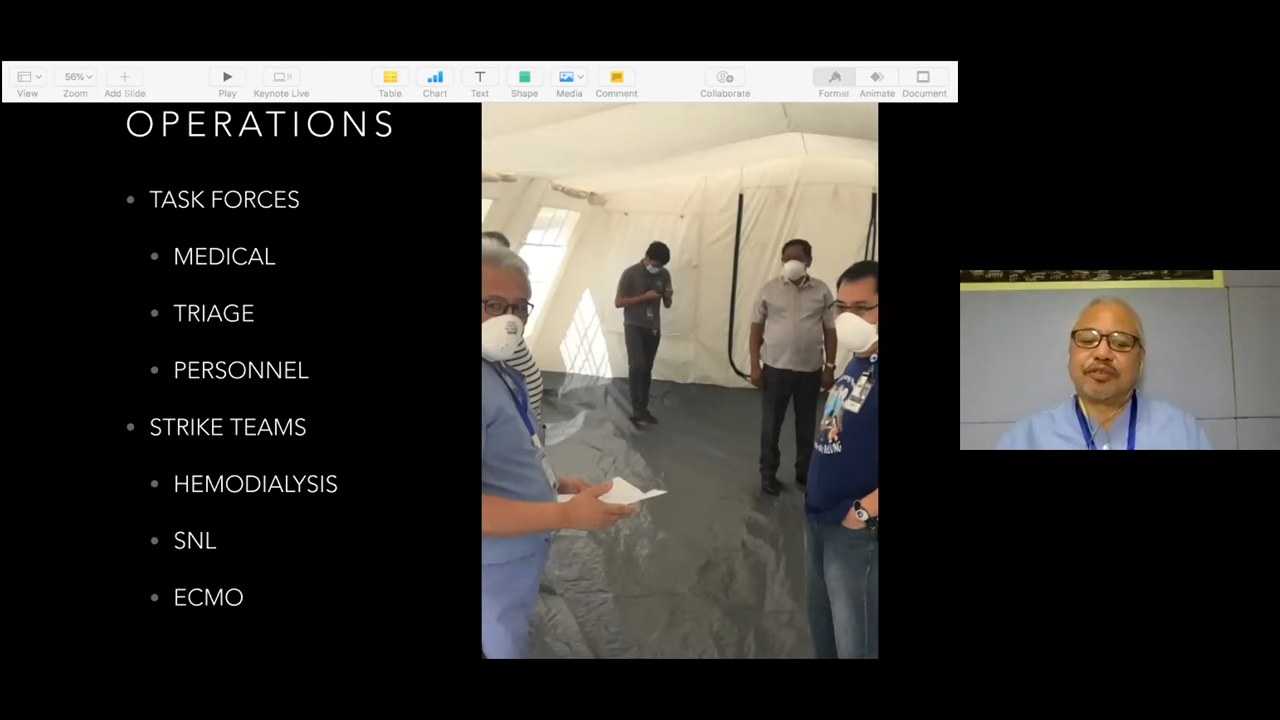 View
56%
Zoom
Add Slide
Play
Keynote Live
Table
Chart
Text
Shape
Media
Comment
Collaborate
Format
Animate
Document
OPERATIONS
TASK FORCES
MEDICAL
TRIAGE
PERSONNEL
STRIKE TEAMS
HEMODIALYSIS
SNL
ECMO